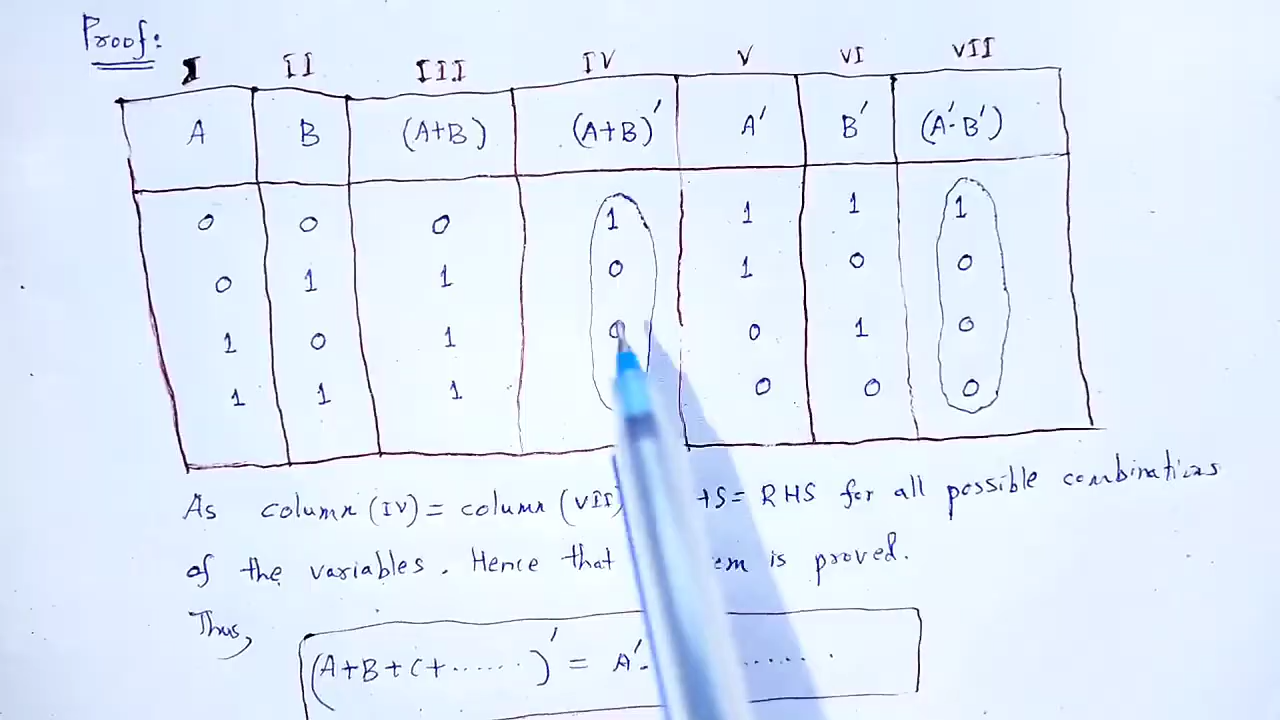 Proof:
I II III IV V VI VII
A B (A+B) (A+B)′ A′ B′ (A′·B′)
0 0 0 1 1 1 1
0 1 1 0 1 0 0
1 0 1 0 0 1 0
1 1 1 0 0 0
As column (IV) = column (VII) HS = RHS for all possible combinations
of the variables. Hence that is proved.
Thus,
(A+B+C+......)′ = A′. ......